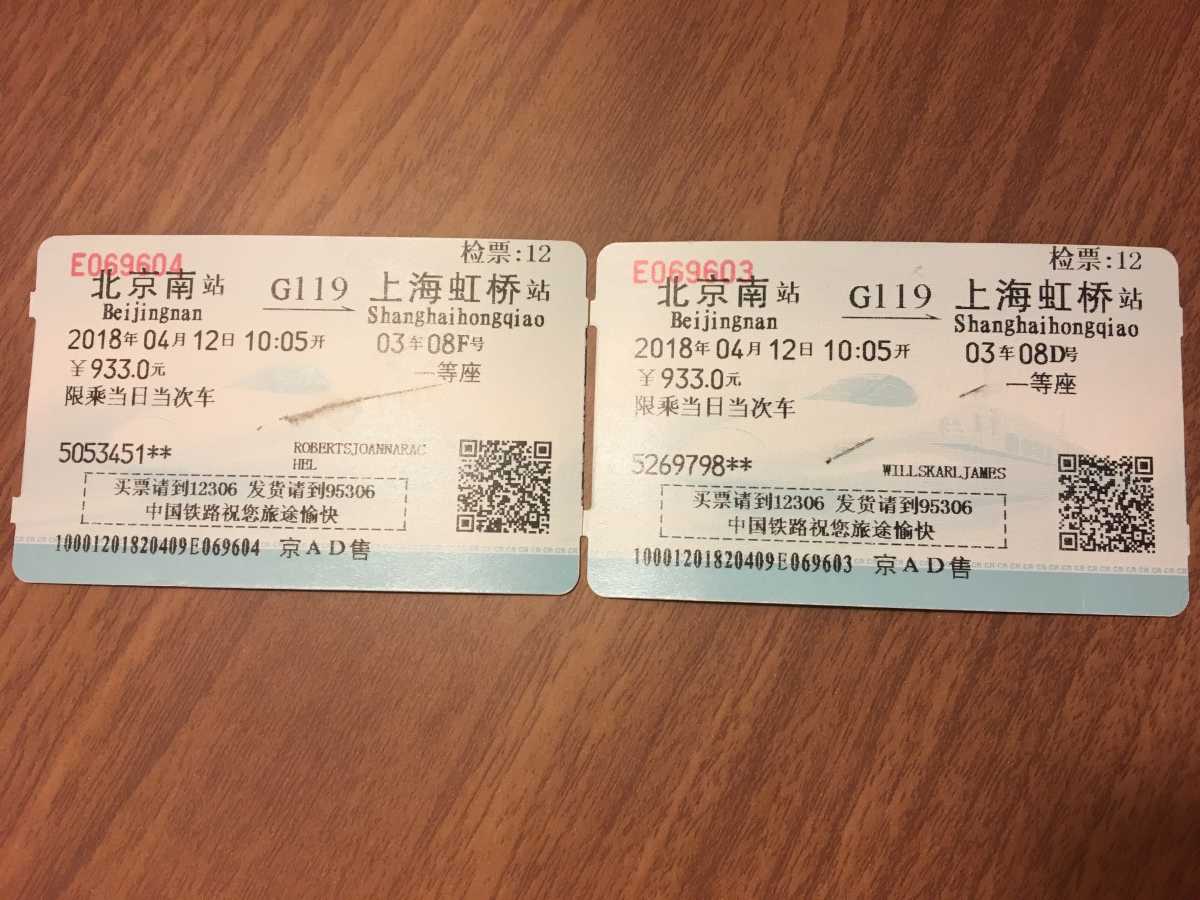 检票:12
E069604
北京南站 G119 上海虹桥站
Beijingnan Shanghaihongqiao
2018年04月12日 10:05开 03车08F号
¥933.0元 一等座
限乘当日当次车
5053451** ROBERTSJOANNARAC
HEL
买票请到12306 发货请到95306
中国铁路祝您旅途愉快
10001201820409E069604 京AD售
检票:12
E069603
北京南站 G119 上海虹桥站
Beijingnan Shanghaihongqiao
2018年04月12日 10:05开 03车08D号
¥933.0元 一等座
限乘当日当次车
5269798** WILLSKARLJAMES
买票请到12306 发货请到95306
中国铁路祝您旅途愉快
10001201820409E069603 京AD售